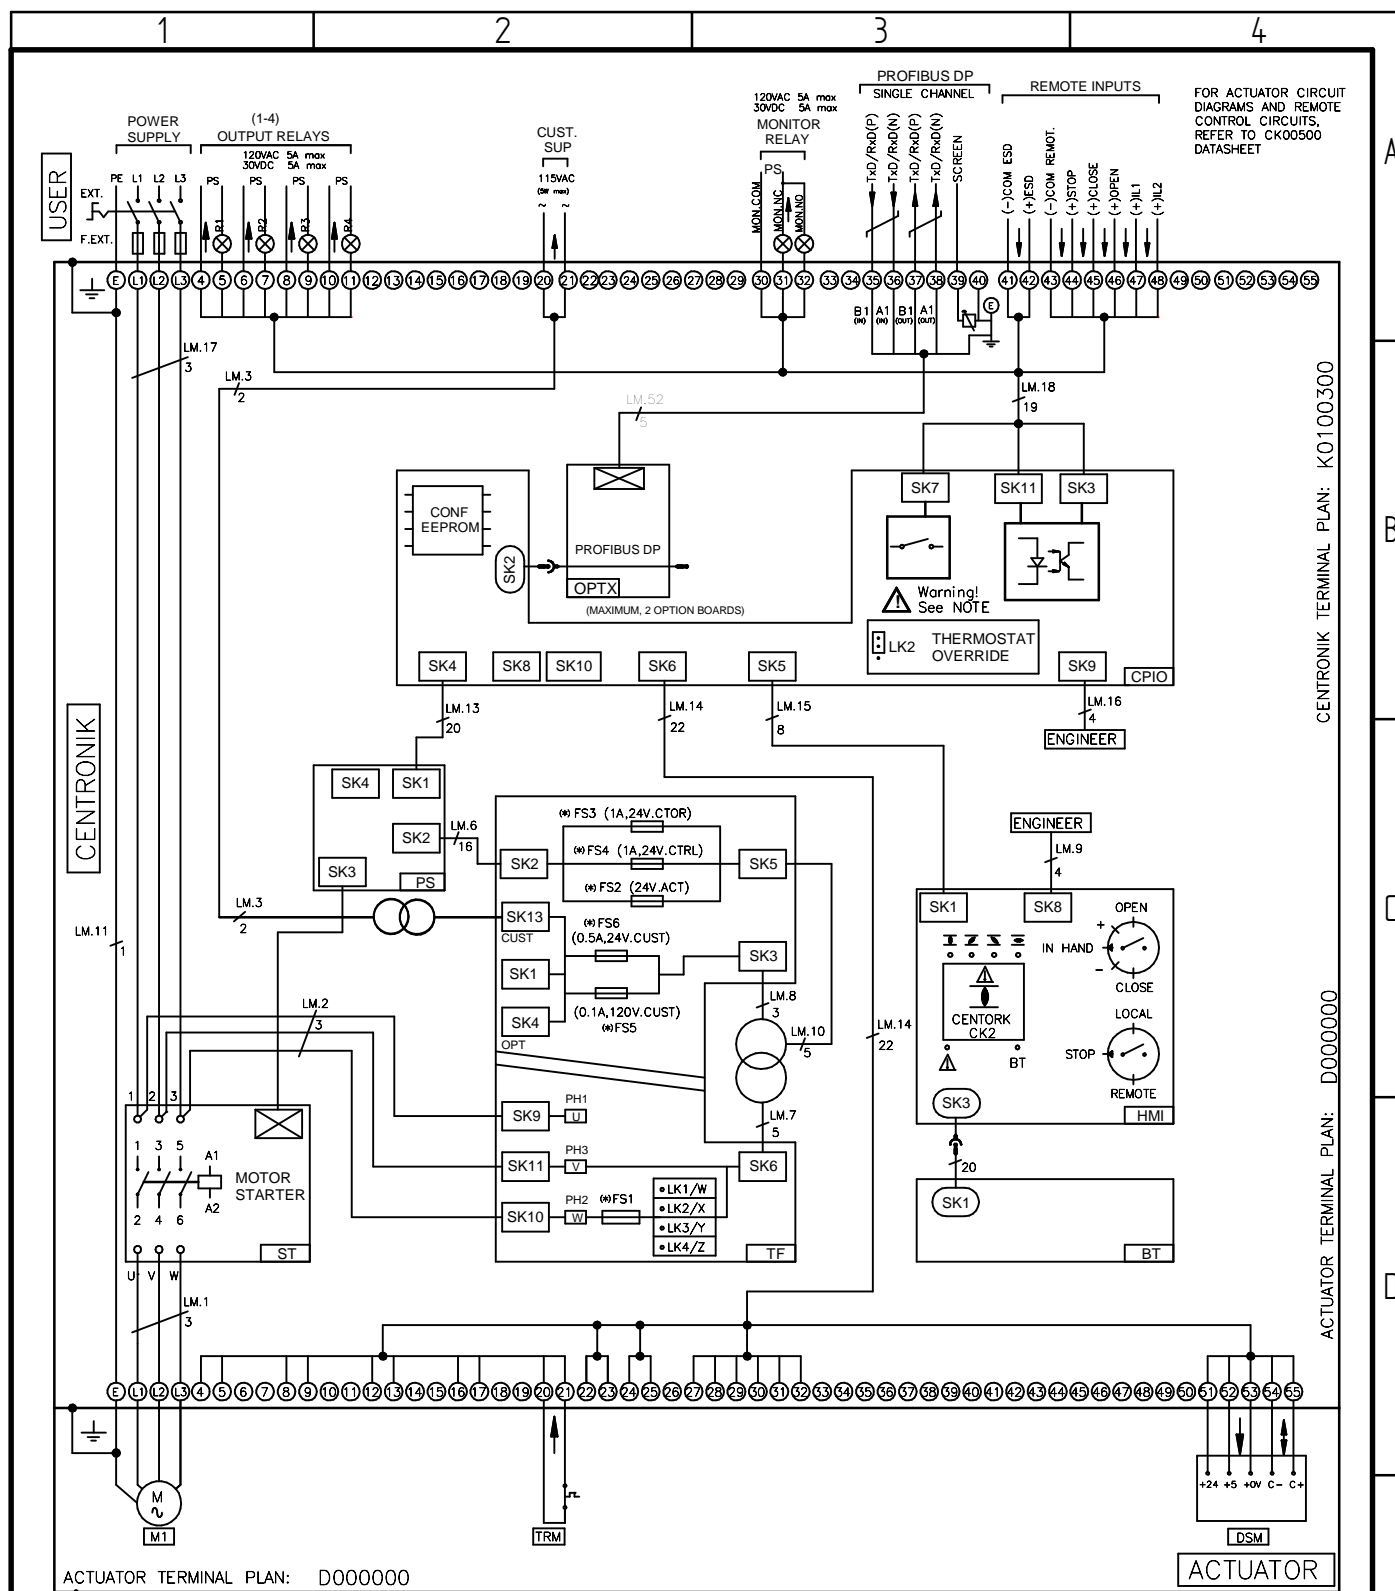 1 2 3 4
A
B
D
USER
CENTRONIK
POWER
SUPPLY
PE L1 L2 L3
EXT.
F.EXT.
(1-4)
OUTPUT RELAYS
120VAC 5A max
30VDC 5A max
PS PS PS PS
R1 R2 R3 R4
CUST.
SUP
115VAC
(5W max)
~ ~
120VAC 5A max
30VDC 5A max
MONITOR
RELAY
PS
MON.COM
MON.NC
MON.NO
PROFIBUS DP
SINGLE CHANNEL
TxD/RxD(P)
TxD/RxD(N)
TxD/RxD(P)
TxD/RxD(N)
SCREEN
REMOTE INPUTS
(-)COM ESD
(+)ESD
(-)COM REMOT.
(+)STOP
(+)CLOSE
(+)OPEN
(+)IL1
(+)IL2
FOR ACTUATOR CIRCUIT
DIAGRAMS AND REMOTE
CONTROL CIRCUITS,
REFER TO CK00500
DATASHEET
E L1 L2 L3 4 5 6 7 8 9 10 11 12 13 14 15 16 17 18 19 20 21 22 23 24 25 26 27 28 29 30 31 32 33 34 35 36 37 38 39 40 41 42 43 44 45 46 47 48 49 50 51 52 53 54 55
B1 A1 B1 A1
(IN) (IN) (OUT) (OUT)
E
LM.17
3
LM.3
2
LM.52
5
LM.18
19
CENTRONIK TERMINAL PLAN: K0100300
CONF
EEPROM
SK2
PROFIBUS DP
OPTX
(MAXIMUM, 2 OPTION BOARDS)
SK7 SK11 SK3
Warning!
See NOTE
LK2 THERMOSTAT
OVERRIDE
SK4 SK8 SK10 SK6 SK5 SK9
CPIO
LM.13
20
LM.14
22
LM.15
8
LM.16
4
ENGINEER
SK4 SK1
SK2
SK3
PS
LM.6
16
(*) FS3 (1A,24V.CTOR)
(*) FS4 (1A,24V.CTRL)
(*) FS2 (24V.ACT)
SK2 SK5
LM.3
2
SK13
CUST
(*) FS6
(0.5A,24V.CUST)
SK1
SK3
SK4
OPT
(0.1A,120V.CUST)
(*)FS5
LM.8
3
LM.10
5
LM.7
5
LM.14
22
LM.11
1
LM.2
3
SK9
PH1
U
SK11
PH3
V
SK6
SK10
PH2
W
(*)FS1
LK1/W
LK2/X
LK3/Y
LK4/Z
TF
1 2 3
1 3 5
A1
A2
2 4 6
MOTOR
STARTER
ST
U V W
LM.1
3
ENGINEER
LM.9
4
SK1 SK8
OPEN
+
IN HAND
-
CLOSE
CENTORK
CK2
BT
LOCAL
STOP
REMOTE
SK3
HMI
20
SK1
BT
ACTUATOR TERMINAL PLAN: D000000
E L1 L2 L3 4 5 6 7 8 9 10 11 12 13 14 15 16 17 18 19 20 21 22 23 24 25 26 27 28 29 30 31 32 33 34 35 36 37 38 39 40 41 42 43 44 45 46 47 48 49 50 51 52 53 54 55
M
~
M1
TRM
+24 +5 +0V C- C+
DSM
ACTUATOR
ACTUATOR TERMINAL PLAN: D000000